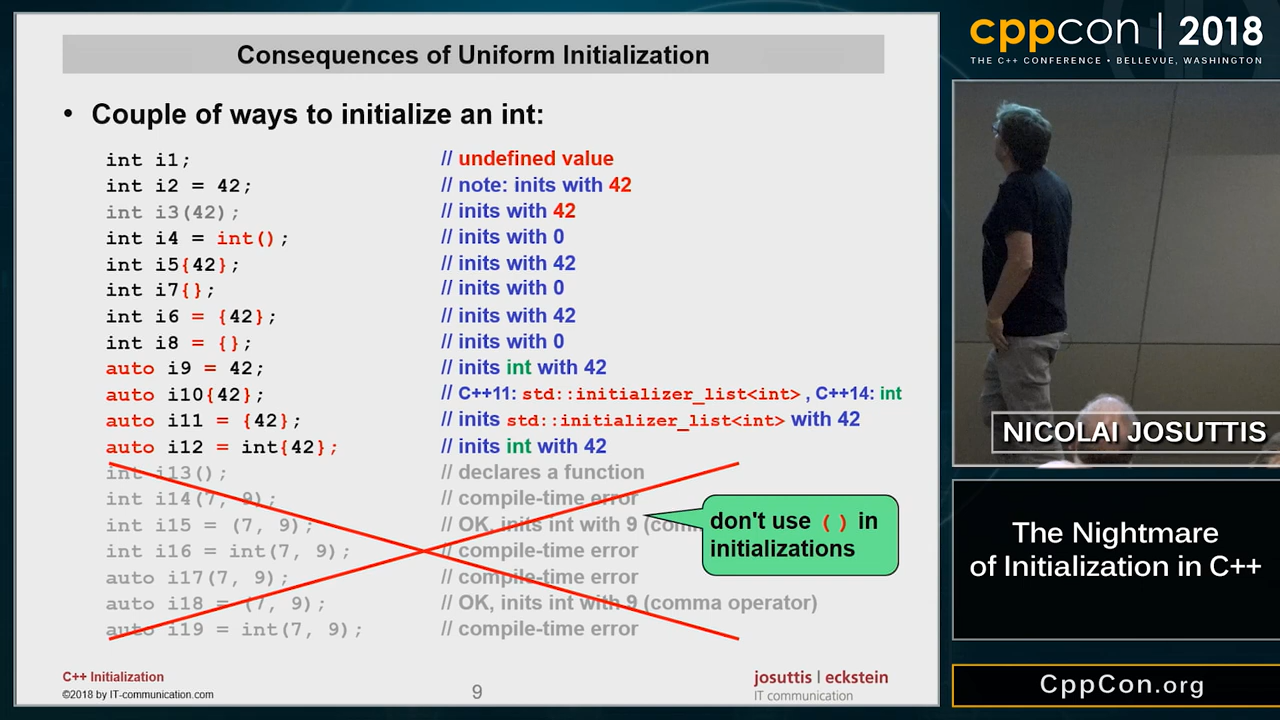 Consequences of Uniform Initialization
• Couple of ways to initialize an int:
int i1; // undefined value
int i2 = 42; // note: inits with 42
int i3(42); // inits with 42
int i4 = int(); // inits with 0
int i5{42}; // inits with 42
int i7{}; // inits with 0
int i6 = {42}; // inits with 42
int i8 = {}; // inits with 0
auto i9 = 42; // inits int with 42
auto i10{42}; // C++11: std::initializer_list<int> , C++14: int
auto i11 = {42}; // inits std::initializer_list<int> with 42
auto i12 = int{42}; // inits int with 42
int i13(); // declares a function
int i14(7, 9); // compile-time error
int i15 = (7, 9); // OK, inits int with 9
int i16 = int(7, 9); // compile-time error
auto i17(7, 9); // compile-time error
auto i18 = (7, 9); // OK, inits int with 9 (comma operator)
auto i19 = int(7, 9); // compile-time error
don't use () in
initializations
C++ Initialization
©2018 by IT-communication.com
9
josuttis | eckstein
IT communication
cppcon | 2018
THE C++ CONFERENCE • BELLEVUE, WASHINGTON
NICOLAI JOSUTTIS
The Nightmare
of Initialization in C++
CppCon.org